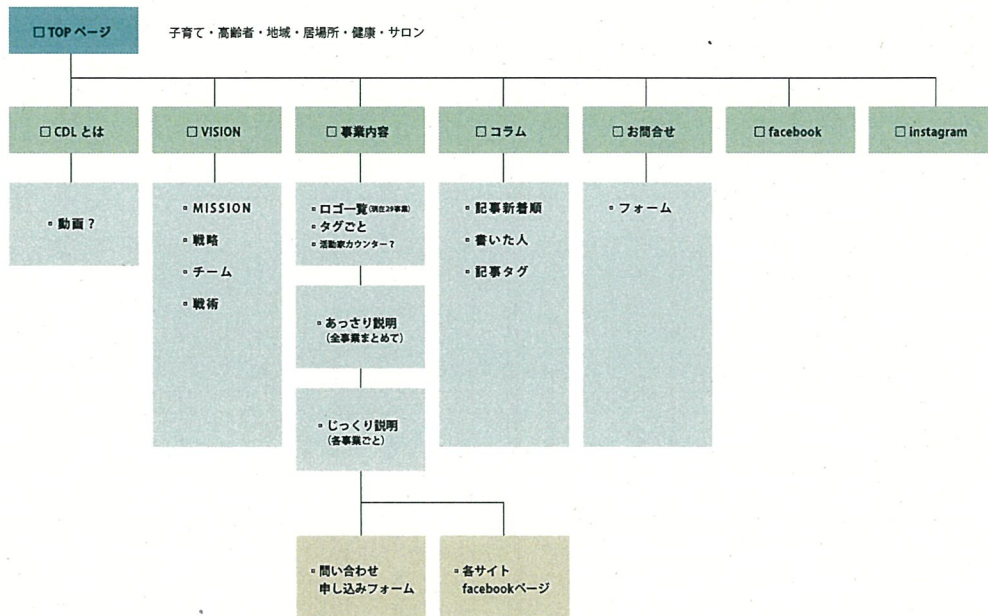 □ TOP ページ
子育て・高齢者・地域・居場所・健康・サロン
□ CDL とは
□ VISION
□ 事業内容
□ コラム
□ お問合せ
□ facebook
□ instagram
▫ 動画？
▫ MISSION
▫ 戦略
▫ チーム
▫ 戦術
▫ ロゴ一覧(現在29事業)
▫ タグごと
▫ 活動家カウンター？
▫ あっさり説明
(全事業まとめて)
▫ じっくり説明
(各事業ごと)
▫ 記事新着順
▫ 書いた人
▫ 記事タグ
▫ フォーム
▫ 問い合わせ
申し込みフォーム
▫ 各サイト
facebookページ